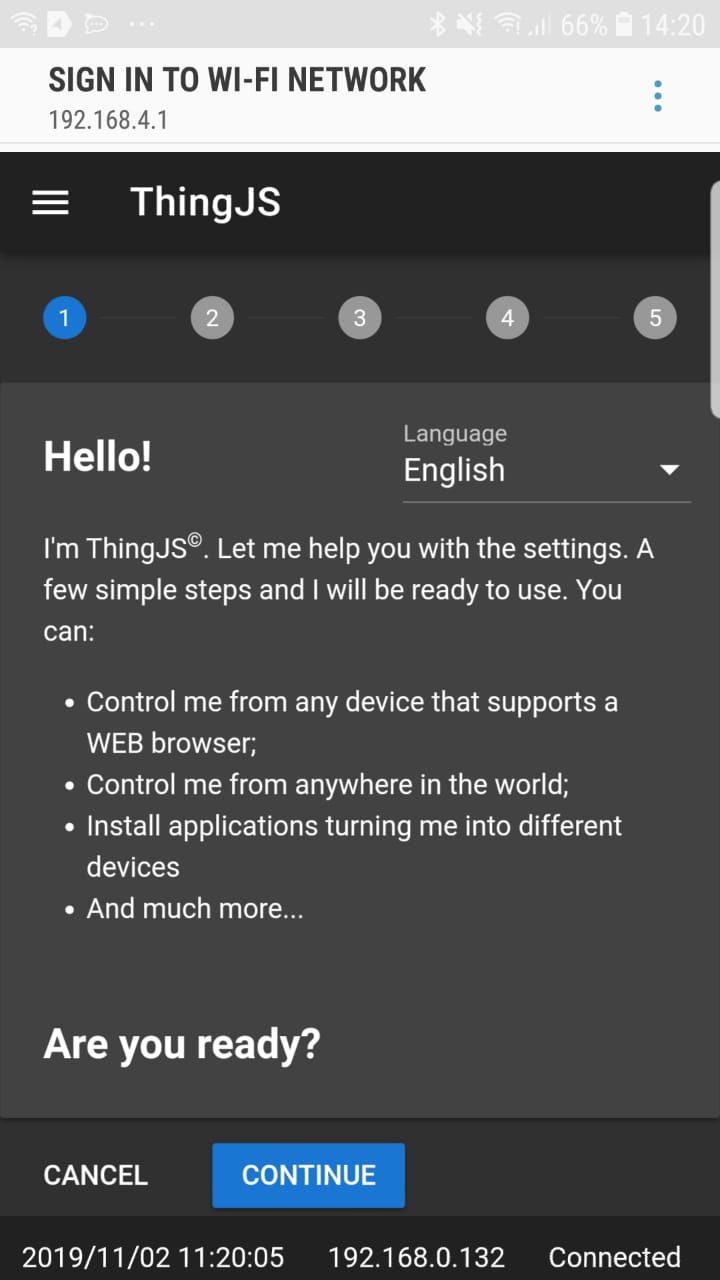 66% 14:20
SIGN IN TO WI-FI NETWORK
192.168.4.1
ThingJS
1 2 3 4 5
Hello!
Language
English
I'm ThingJS©. Let me help you with the settings. A
few simple steps and I will be ready to use. You
can:
• Control me from any device that supports a
WEB browser;
• Control me from anywhere in the world;
• Install applications turning me into different
devices
• And much more...
Are you ready?
CANCEL CONTINUE
2019/11/02 11:20:05 192.168.0.132 Connected